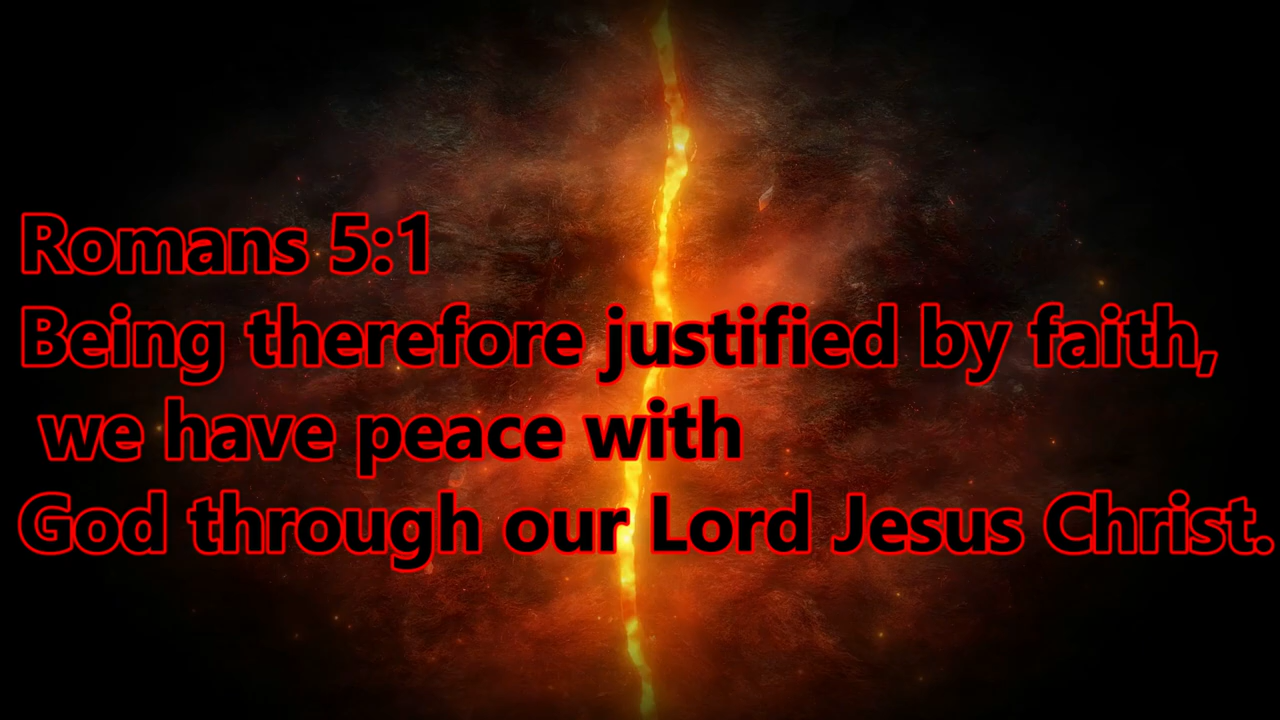 Romans 5:1
Being therefore justified by faith,
we have peace with
God through our Lord Jesus Christ.